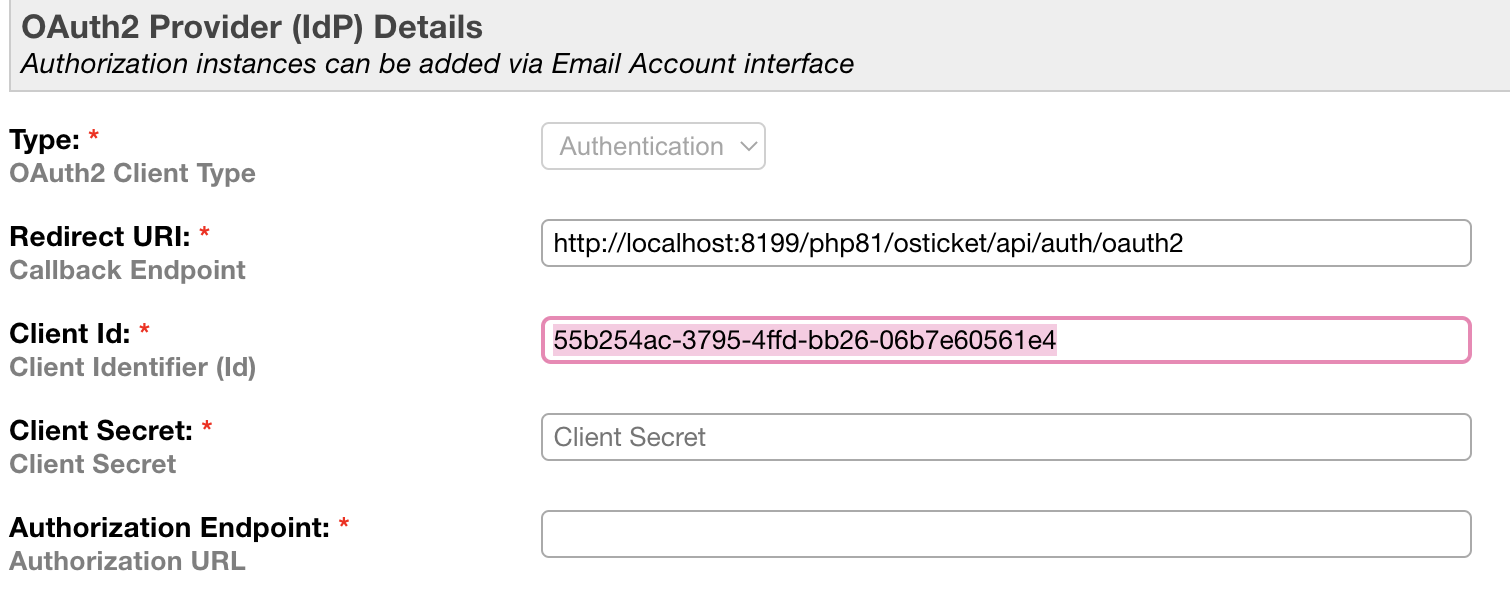 OAuth2 Provider (IdP) Details
Authorization instances can be added via Email Account interface
Type: *
Authentication
OAuth2 Client Type
Redirect URI: *
http://localhost:8199/php81/osticket/api/auth/oauth2
Callback Endpoint
Client Id: *
55b254ac-3795-4ffd-bb26-06b7e60561e4
Client Identifier (Id)
Client Secret: *
Client Secret
Client Secret
Authorization Endpoint: *
Authorization URL